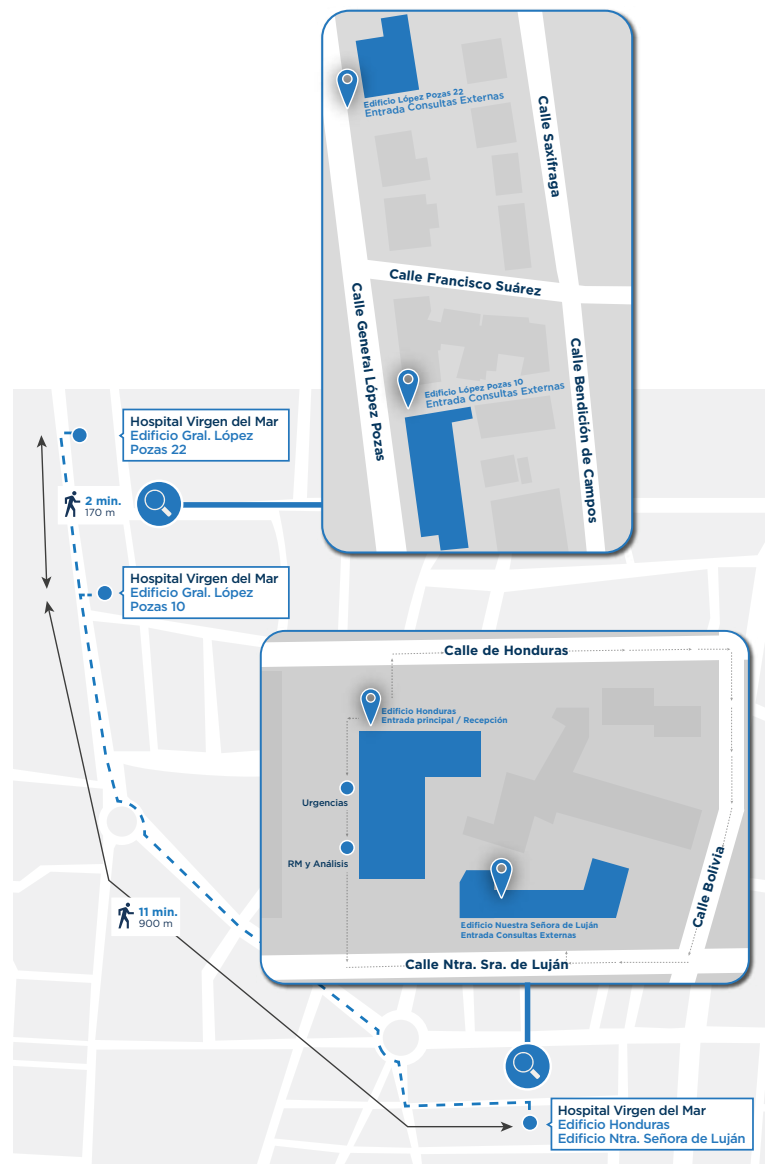 Edificio López Pozas 22
Entrada Consultas Externas
Calle Saxifraga
Calle Francisco Suárez
Calle General López Pozas
Calle Bendición de Campos
Edificio López Pozas 10
Entrada Consultas Externas
Hospital Virgen del Mar
Edificio Gral. López
Pozas 22
2 min.
170 m
Hospital Virgen del Mar
Edificio Gral. López
Pozas 10
Calle de Honduras
Edificio Honduras
Entrada principal / Recepción
Urgencias
RM y Análisis
Calle Bolivia
Edificio Nuestra Señora de Luján
Entrada Consultas Externas
Calle Ntra. Sra. de Luján
11 min.
900 m
Hospital Virgen del Mar
Edificio Honduras
Edificio Ntra. Señora de Luján